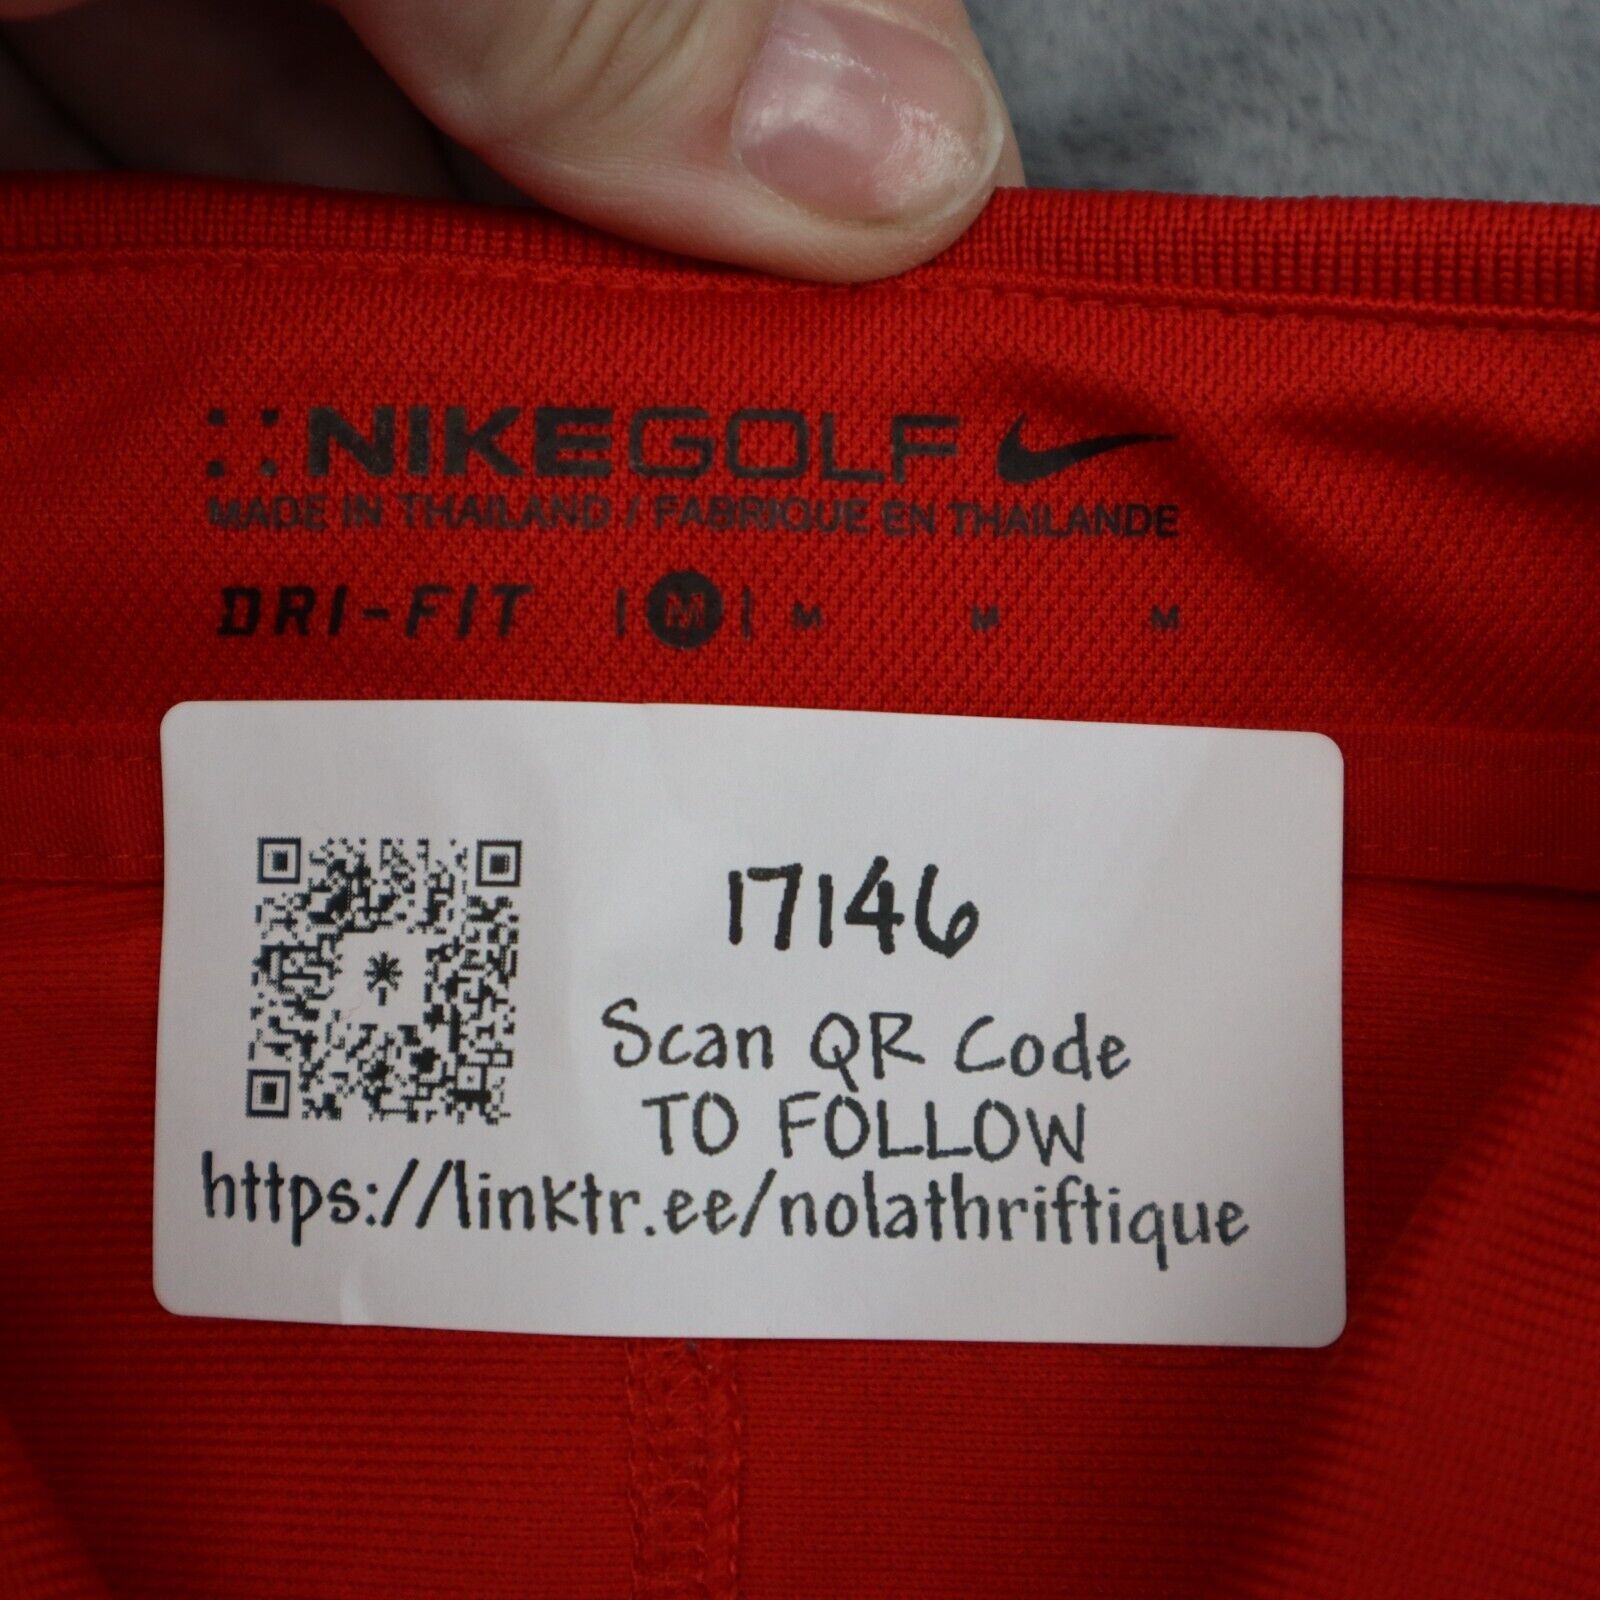 NIKEGOLF
MADE IN THAILAND / FABRIQUE EN THAILANDE
DRI-FIT | M | M M M
17146
Scan QR Code
TO FOLLOW
https://linktr.ee/nolathriftique